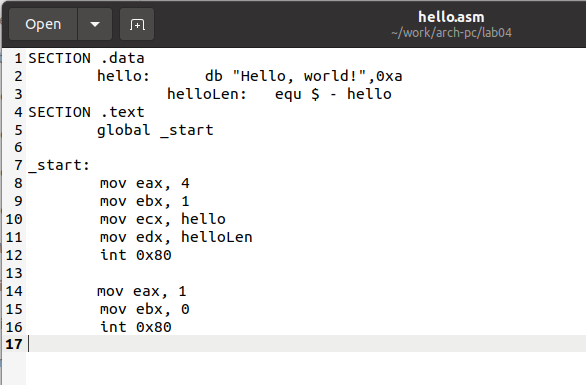 Open
hello.asm
~/work/arch-pc/lab04
1 SECTION .data
2 hello: db "Hello, world!",0xa
3 helloLen: equ $ - hello
4 SECTION .text
5 global _start
6
7 _start:
8 mov eax, 4
9 mov ebx, 1
10 mov ecx, hello
11 mov edx, helloLen
12 int 0x80
13
14 mov eax, 1
15 mov ebx, 0
16 int 0x80
17